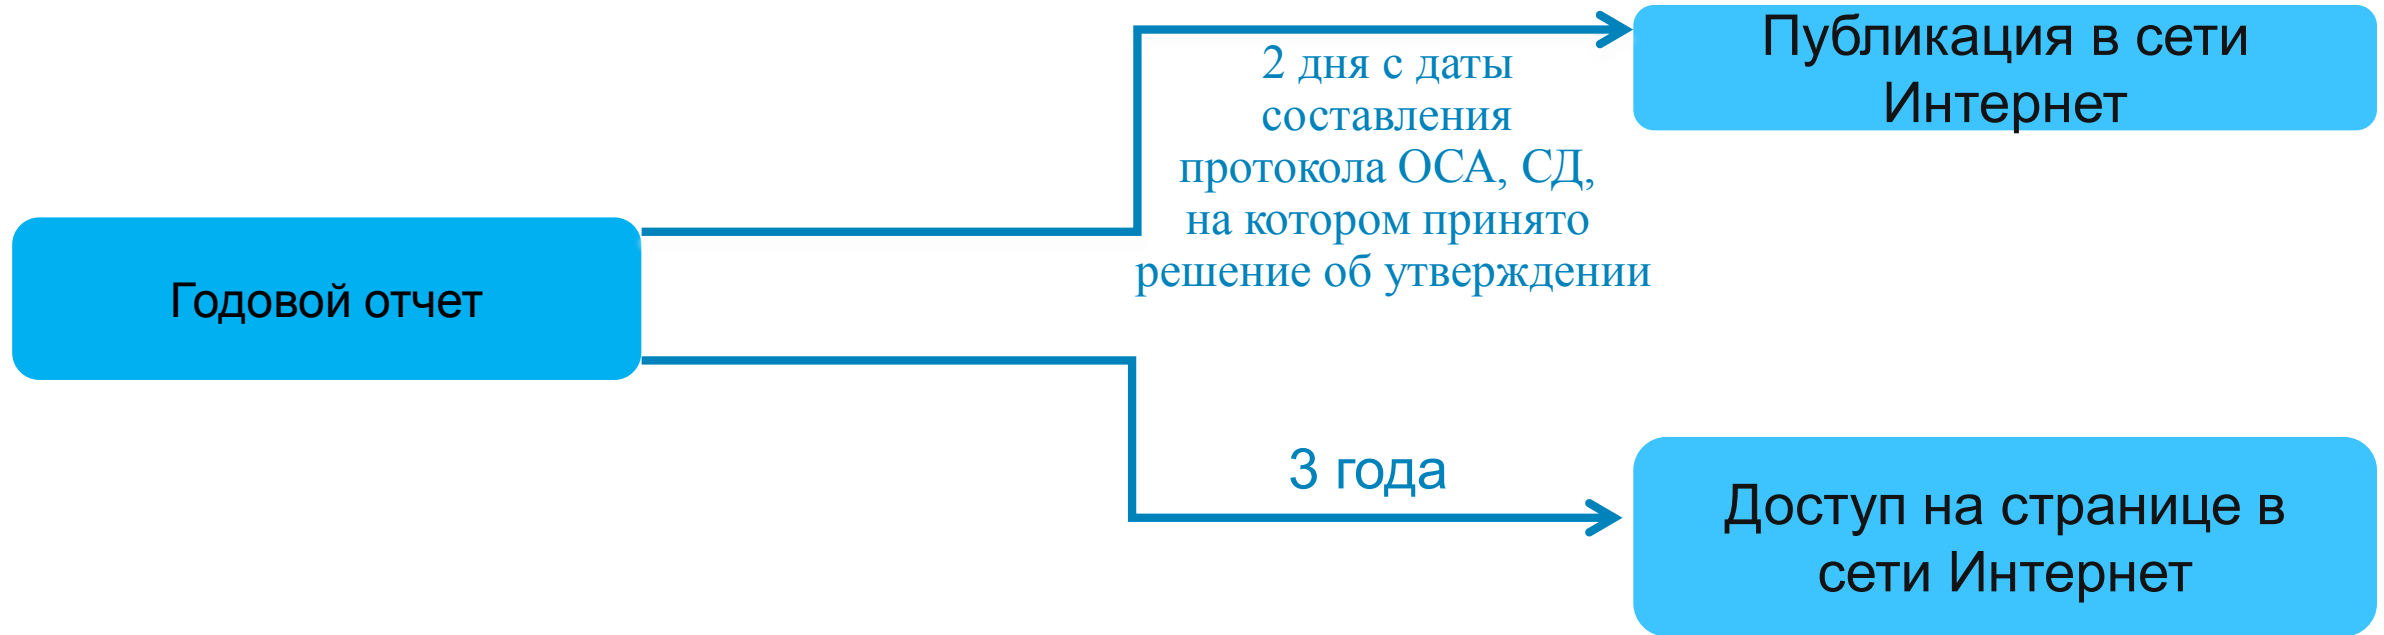 Годовой отчет
2 дня с даты
составления
протокола ОСА, СД,
на котором принято
решение об утверждении
Публикация в сети
Интернет
3 года
Доступ на странице в
сети Интернет